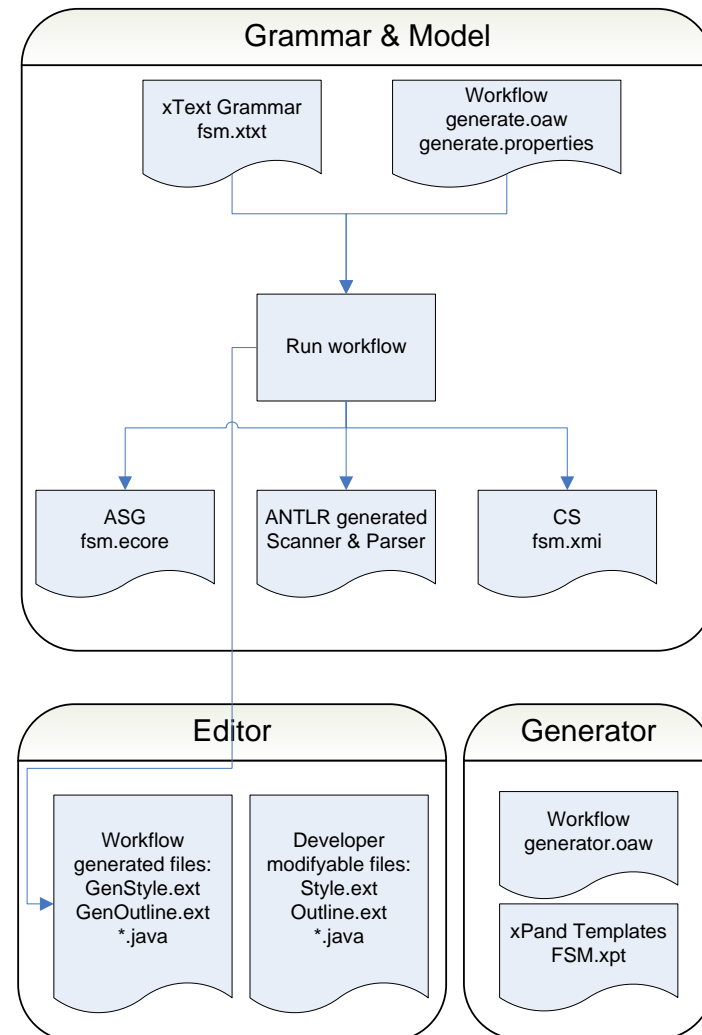 Grammar & Model
xText Grammar
fsm.xtxt
Workflow
generate.oaw
generate.properties
Run workflow
ASG
fsm.ecore
ANTLR generated
Scanner & Parser
CS
fsm.xmi
Editor
Workflow
generated files:
GenStyle.ext
GenOutline.ext
*.java
Developer
modifyable files:
Style.ext
Outline.ext
*.java
Generator
Workflow
generator.oaw
xPand Templates
FSM.xpt